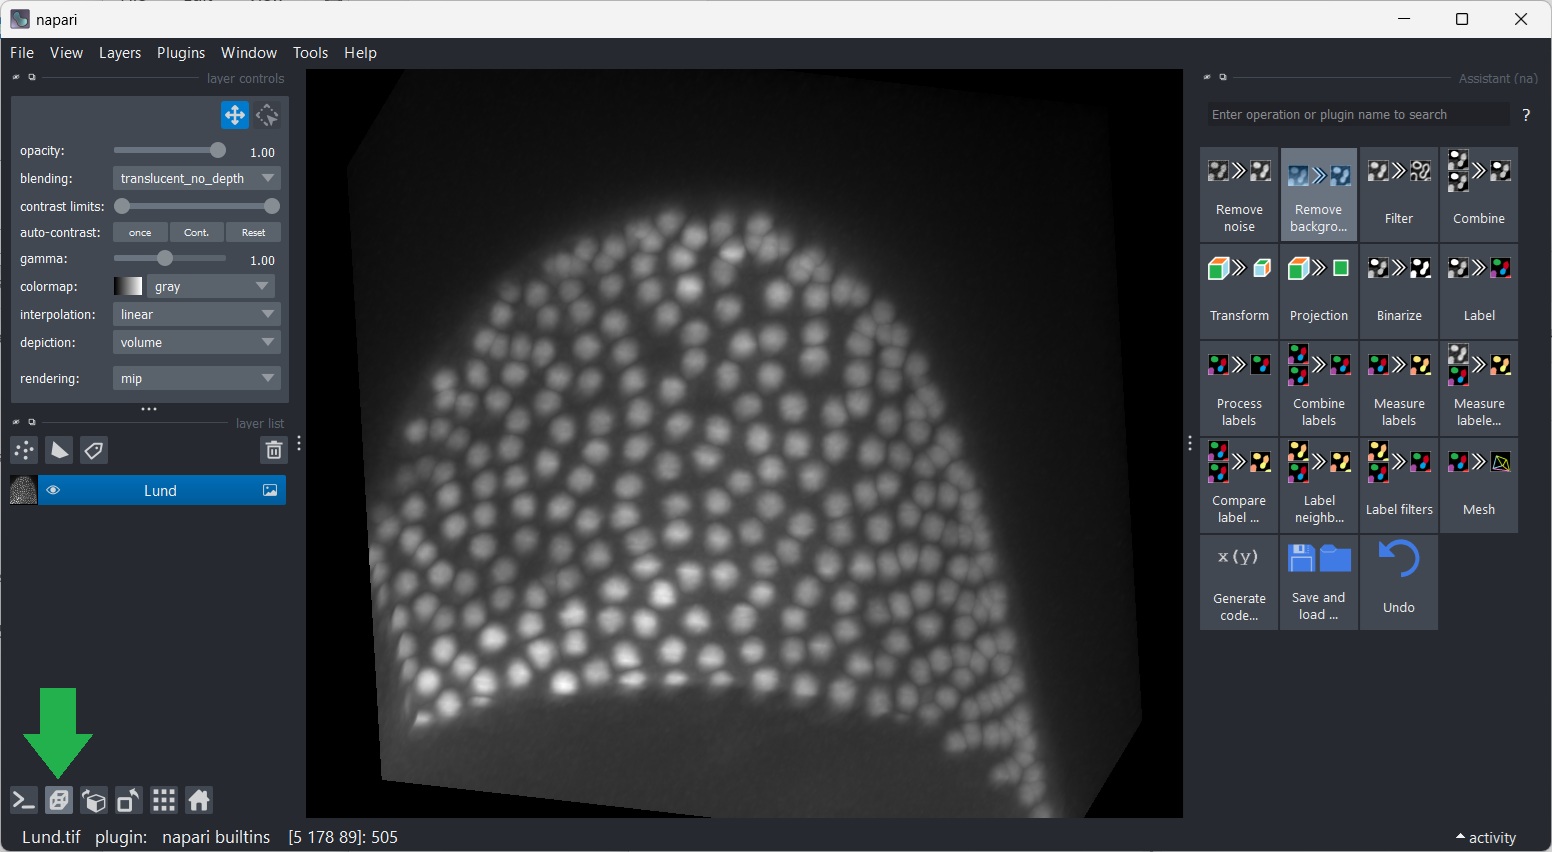 napari
File View Layers Plugins Window Tools Help
layer controls
opacity: 1.00
blending: translucent_no_depth
contrast limits:
auto-contrast: once Cont. Reset
gamma: 1.00
colormap: gray
interpolation: linear
depiction: volume
rendering: mip
layer list
Lund
Assistant (na)
Enter operation or plugin name to search ?
Remove
noise
Remove
backgro...
Filter
Combine
Transform
Projection
Binarize
Label
Process
labels
Combine
labels
Measure
labels
Measure
labele...
Compare
label ...
Label
neighb...
Label filters
Mesh
x(y)
Generate
code...
Save and
load ...
Undo
Lund.tif plugin: napari builtins [5 178 89]: 505
activity